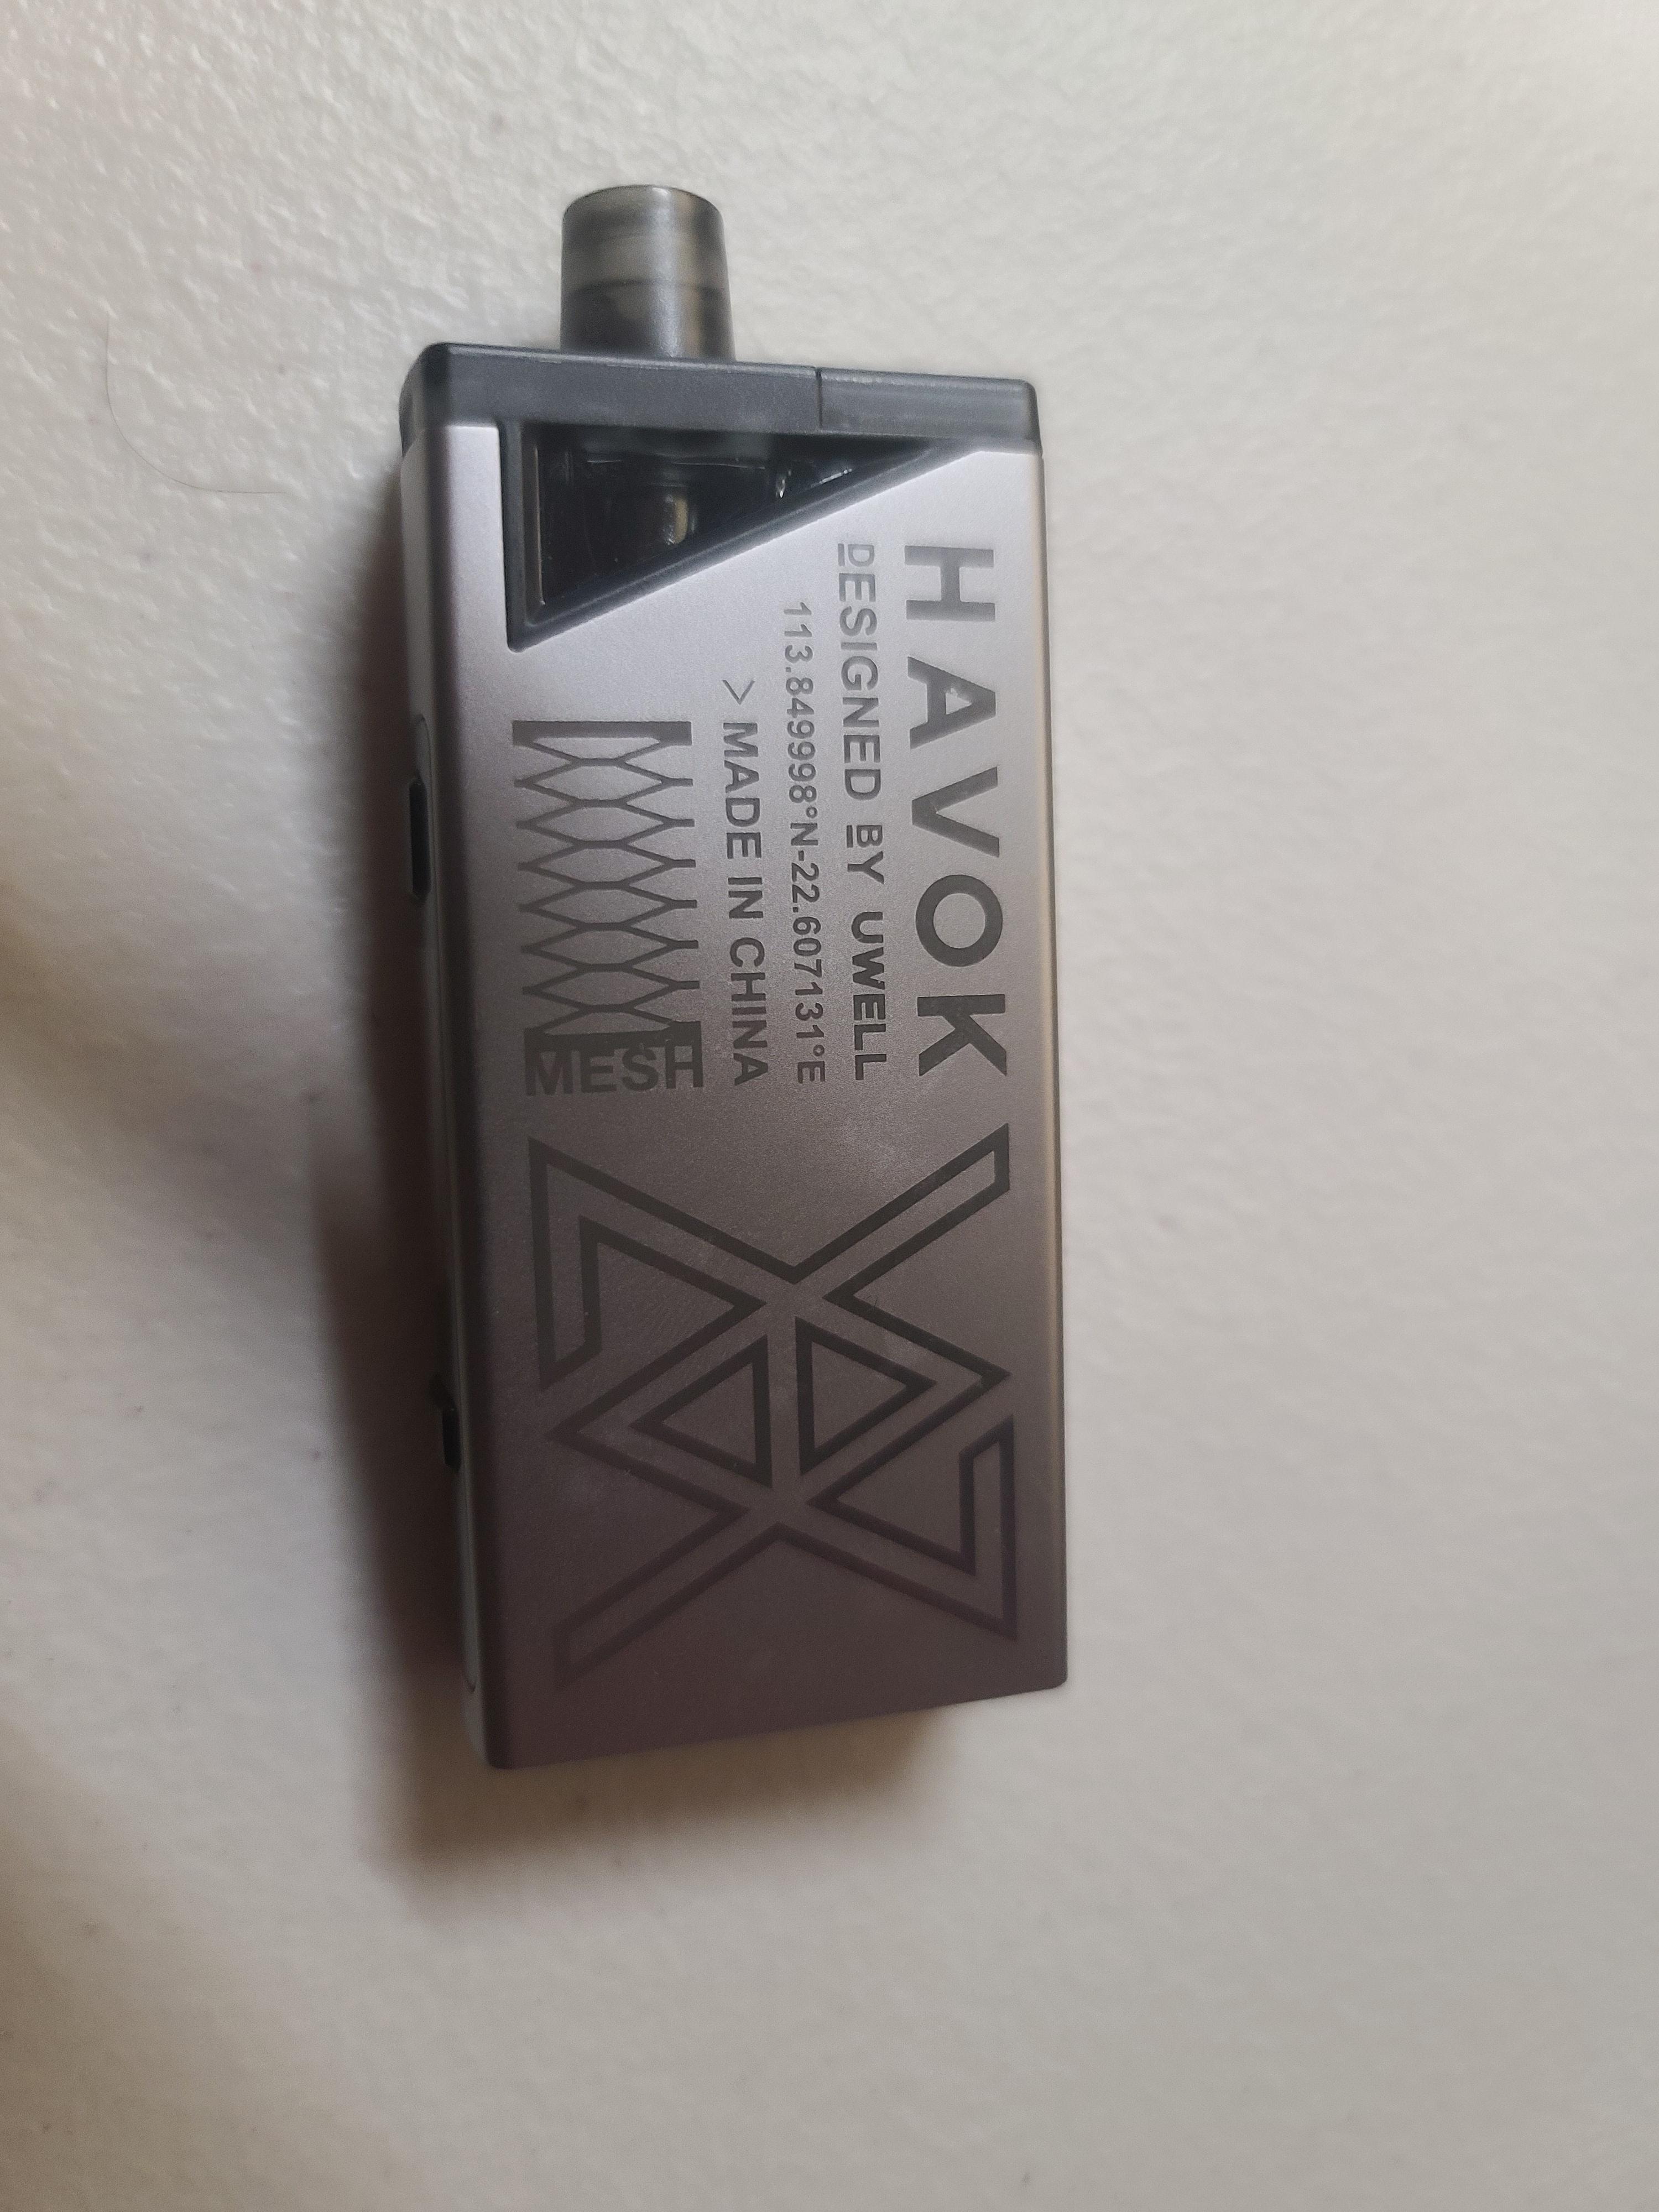 HAVOK
DESIGNED BY UWELL
113.849998°N-22.607131°E
>MADE IN CHINA
MESH